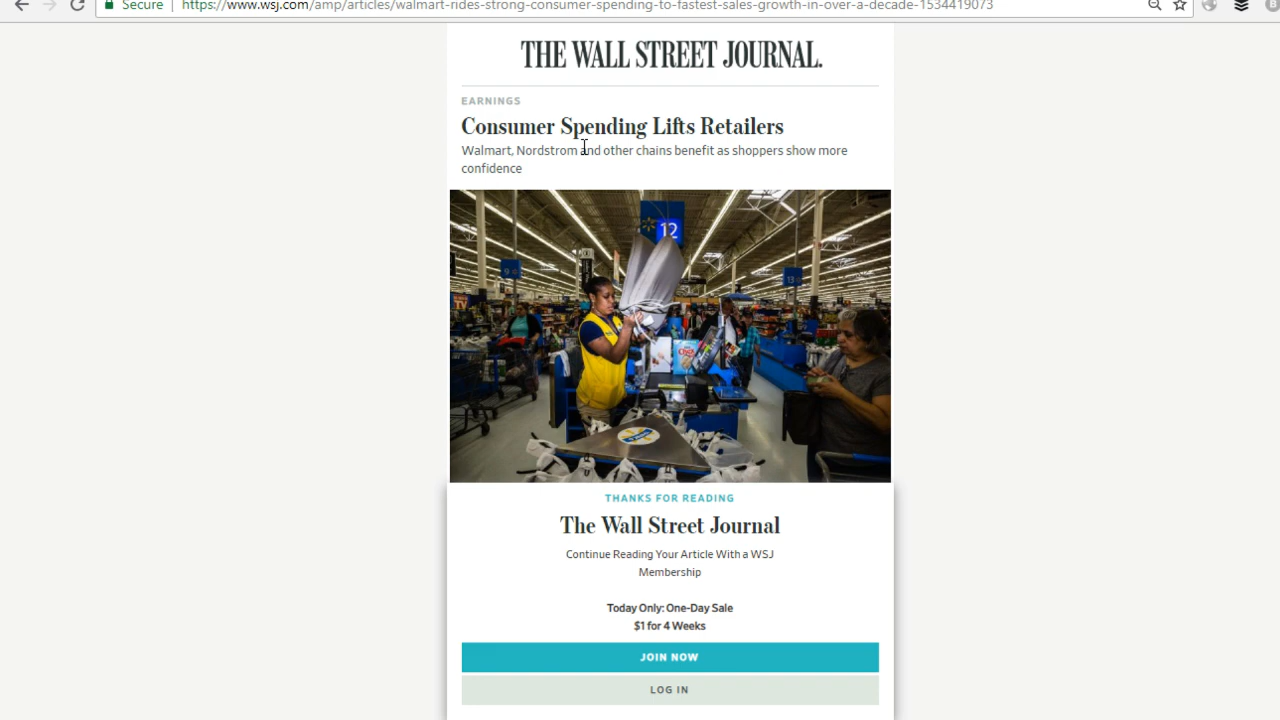 Secure
https://www.wsj.com/amp/articles/walmart-rides-strong-consumer-spending-to-fastest-sales-growth-in-over-a-decade-1534419073
THE WALL STREET JOURNAL.
EARNINGS
Consumer Spending Lifts Retailers
Walmart, Nordstrom and other chains benefit as shoppers show more
confidence
12
9
13
TV
THANKS FOR READING
The Wall Street Journal
Continue Reading Your Article With a WSJ
Membership
Today Only: One-Day Sale
$1 for 4 Weeks
JOIN NOW
LOG IN